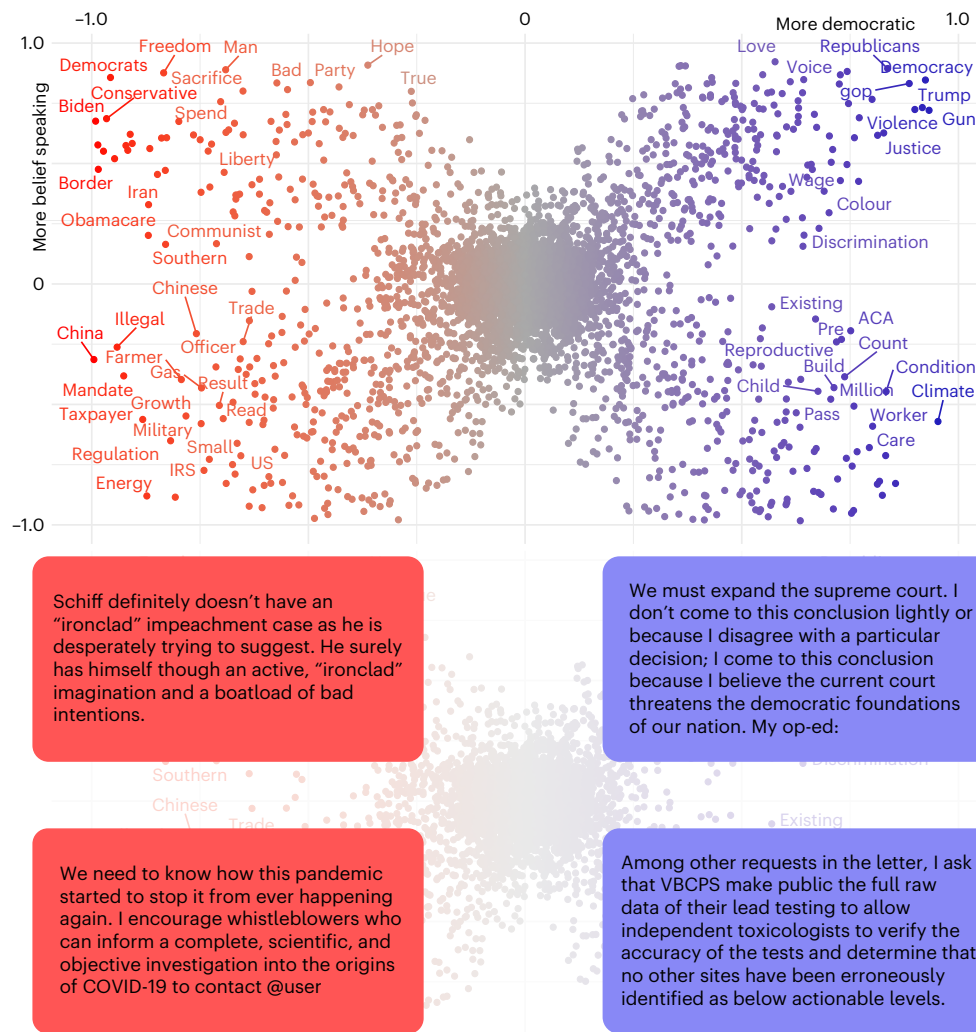 −1.0 0 1.0
More democratic
1.0
Freedom Man Hope Love Republicans
Democrats Sacrifice Bad Party True Voice Democracy
Conservative gop Trump
Biden Spend Violence Gun
Liberty Justice
Border Iran Wage
Obamacare Colour
Communist Discrimination
Southern
More belief speaking
0
Chinese Existing
Illegal Trade Pre ACA
China Officer Reproductive Count
Farmer Gas Result Build Condition
Mandate Child Million Climate
Taxpayer Growth Read Pass Worker
Military Care
Regulation Small
IRS US
Energy
−1.0
Schiff definitely doesn’t have an
“ironclad” impeachment case as he is
desperately trying to suggest. He surely
has himself though an active, “ironclad”
imagination and a boatload of bad
intentions.
We must expand the supreme court. I
don’t come to this conclusion lightly or
because I disagree with a particular
decision; I come to this conclusion
because I believe the current court
threatens the democratic foundations
of our nation. My op-ed:
Southern
Chinese
Trade
Existing
We need to know how this pandemic
started to stop it from ever happening
again. I encourage whistleblowers who
can inform a complete, scientific, and
objective investigation into the origins
of COVID-19 to contact @user
Among other requests in the letter, I ask
that VBCPS make public the full raw
data of their lead testing to allow
independent toxicologists to verify the
accuracy of the tests and determine that
no other sites have been erroneously
identified as below actionable levels.